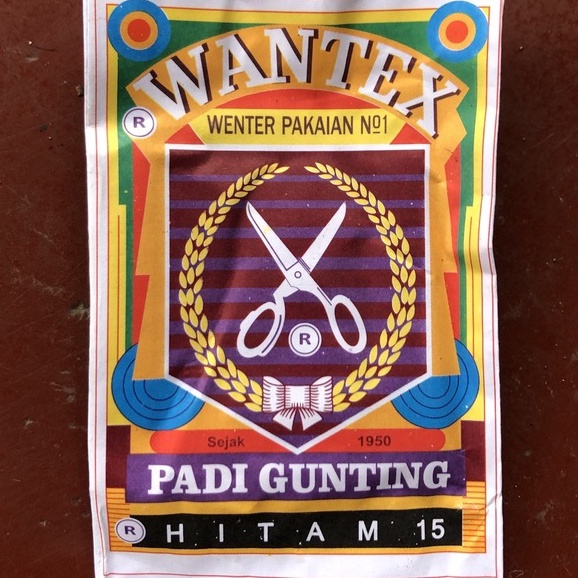 WANTEX
®
WENTER PAKAIAN Nº1
®
Sejak 1950
PADI GUNTING
® HITAM 15